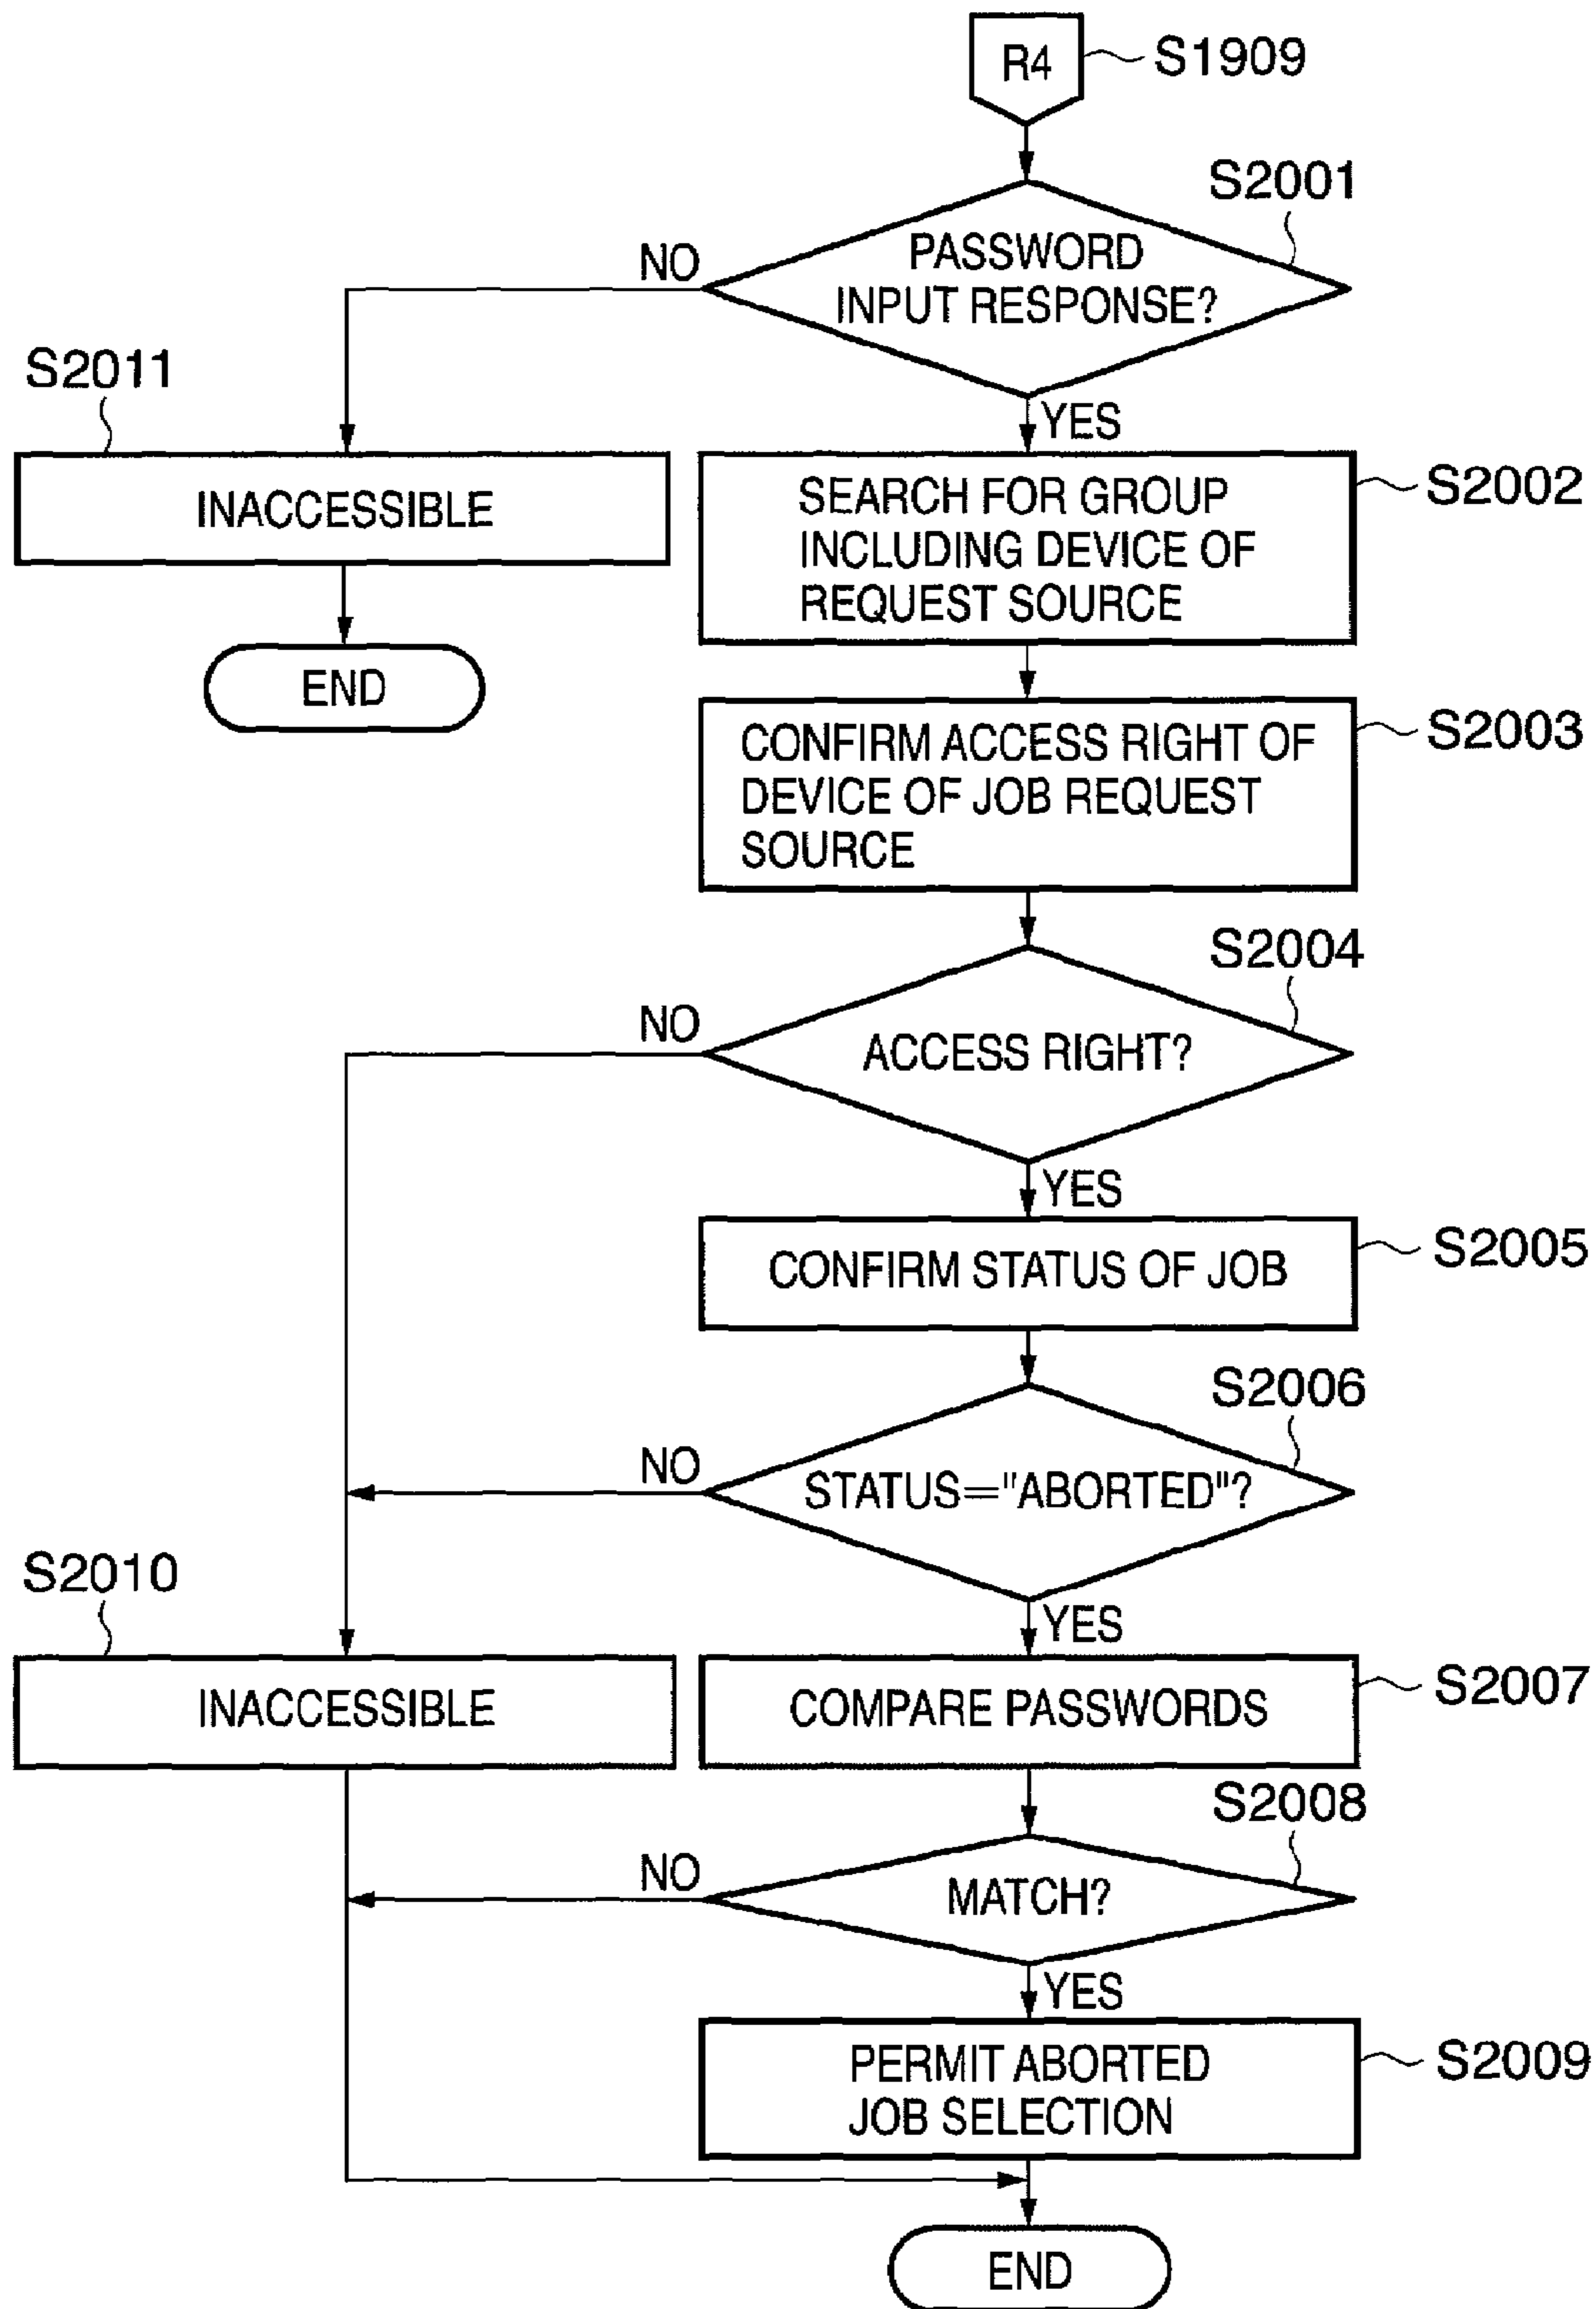 R4
S1909
S2001
PASSWORD
INPUT RESPONSE?
NO
YES
S2011
INACCESSIBLE
END
SEARCH FOR GROUP
INCLUDING DEVICE OF
REQUEST SOURCE
S2002
CONFIRM ACCESS RIGHT OF
DEVICE OF JOB REQUEST
SOURCE
S2003
S2004
ACCESS RIGHT?
NO
YES
CONFIRM STATUS OF JOB
S2005
S2006
STATUS="ABORTED"?
NO
YES
S2010
INACCESSIBLE
COMPARE PASSWORDS
S2007
S2008
MATCH?
NO
YES
PERMIT ABORTED
JOB SELECTION
S2009
END